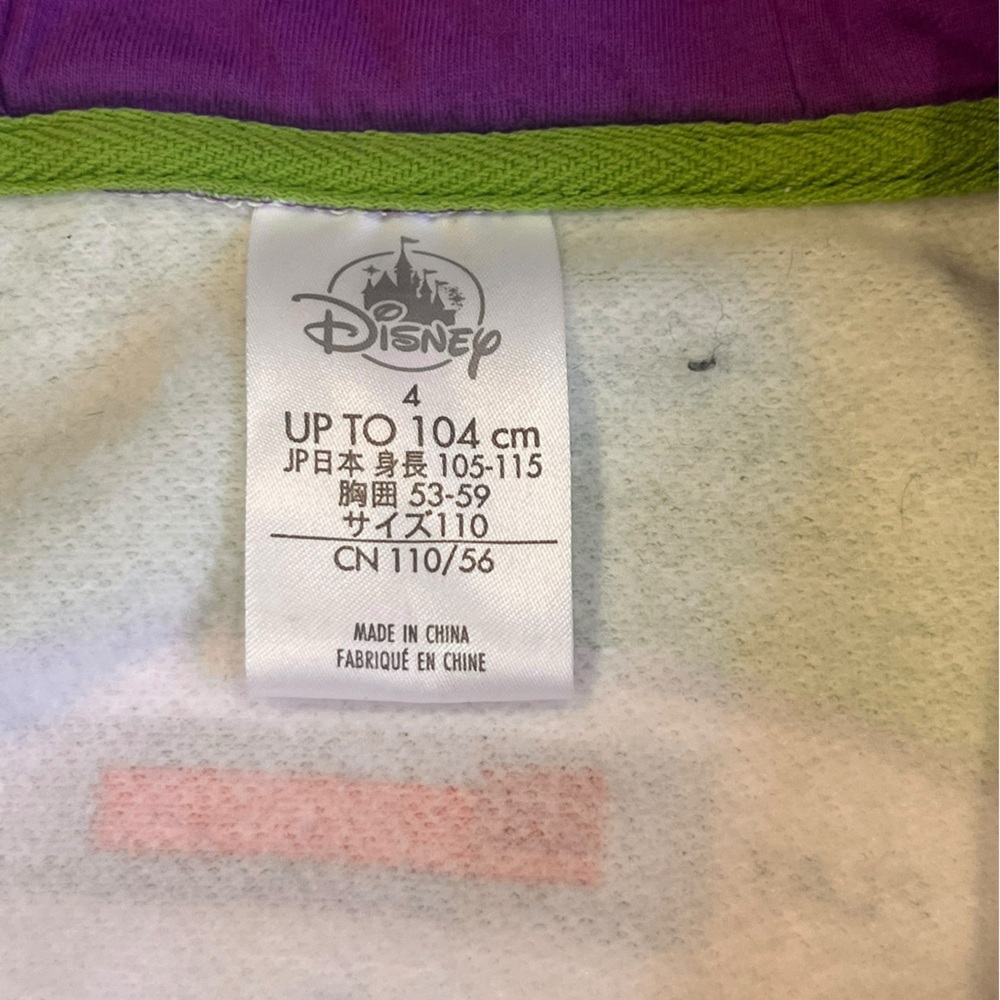 Disney
4
UP TO 104 cm
JP日本 身長 105-115
胸囲 53-59
サイズ110
CN 110/56
MADE IN CHINA
FABRIQUÉ EN CHINE